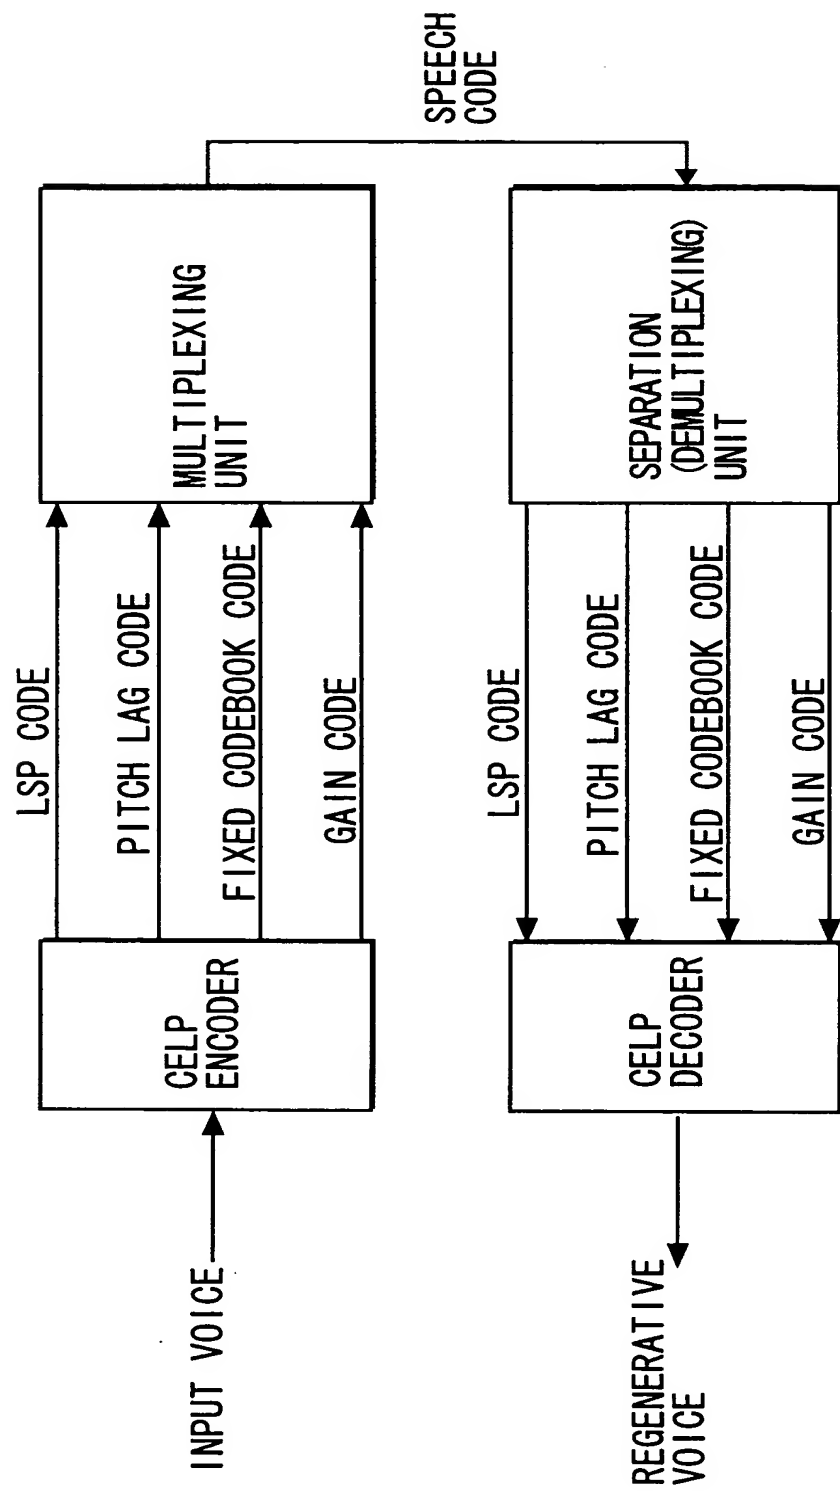 INPUT VOICE
CELP
ENCODER
LSP CODE
PITCH LAG CODE
FIXED CODEBOOK CODE
GAIN CODE
MULTIPLEXING
UNIT
SPEECH
CODE
SEPARATION
(DEMULTIPLEXING)
UNIT
LSP CODE
PITCH LAG CODE
FIXED CODEBOOK CODE
GAIN CODE
CELP
DECODER
REGENERATIVE
VOICE